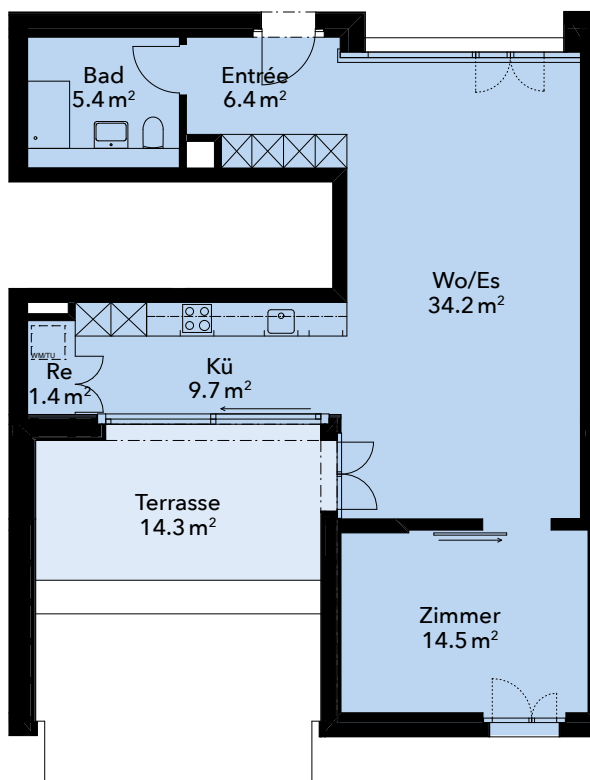 Bad
5.4 m²
Entrée
6.4 m²
Wo/Es
34.2 m²
WM/TU
Re
1.4 m²
Kü
9.7 m²
Terrasse
14.3 m²
Zimmer
14.5 m²